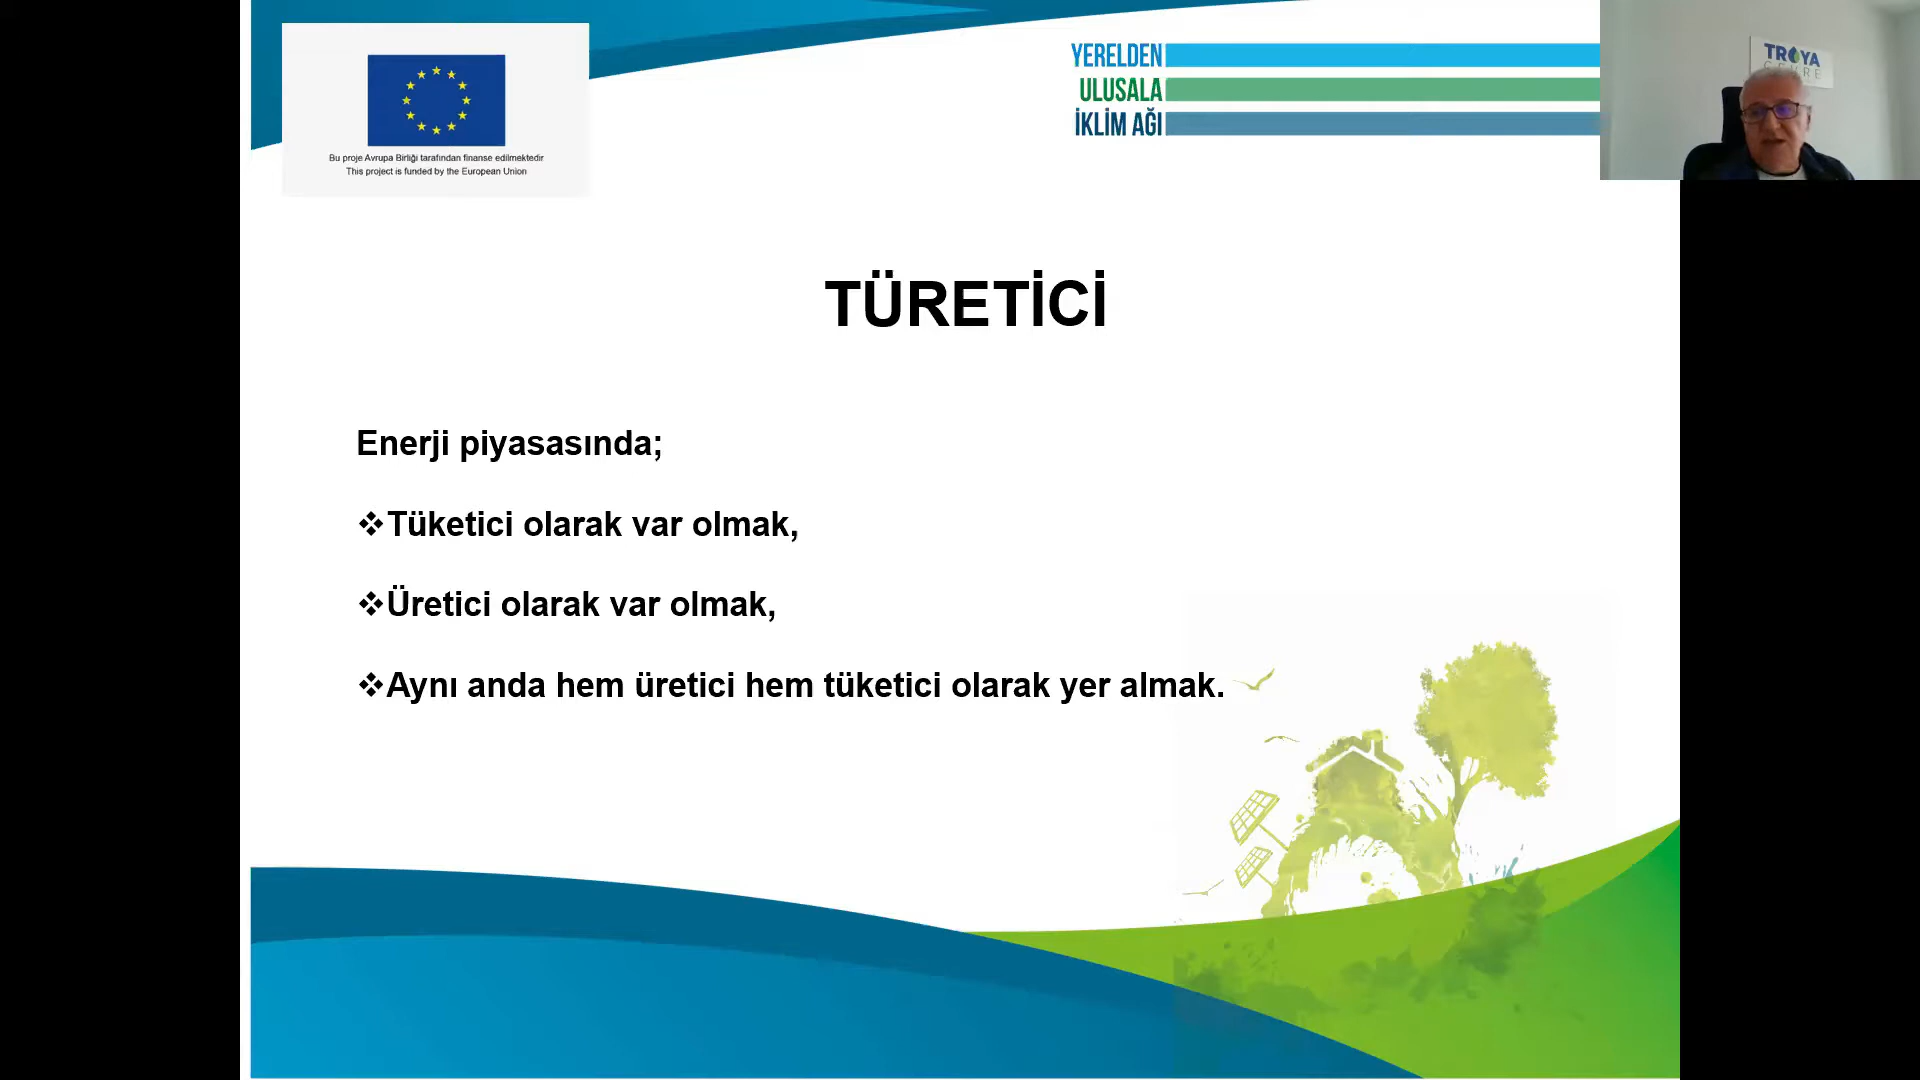 Bu proje Avrupa Birliği tarafından finanse edilmektedir
This project is funded by the European Union
YERELDEN
ULUSALA
İKLİM AĞI
TROYA
ÇEVRE
TÜRETİCİ
Enerji piyasasında;
❖Tüketici olarak var olmak,
❖Üretici olarak var olmak,
❖Aynı anda hem üretici hem tüketici olarak yer almak.